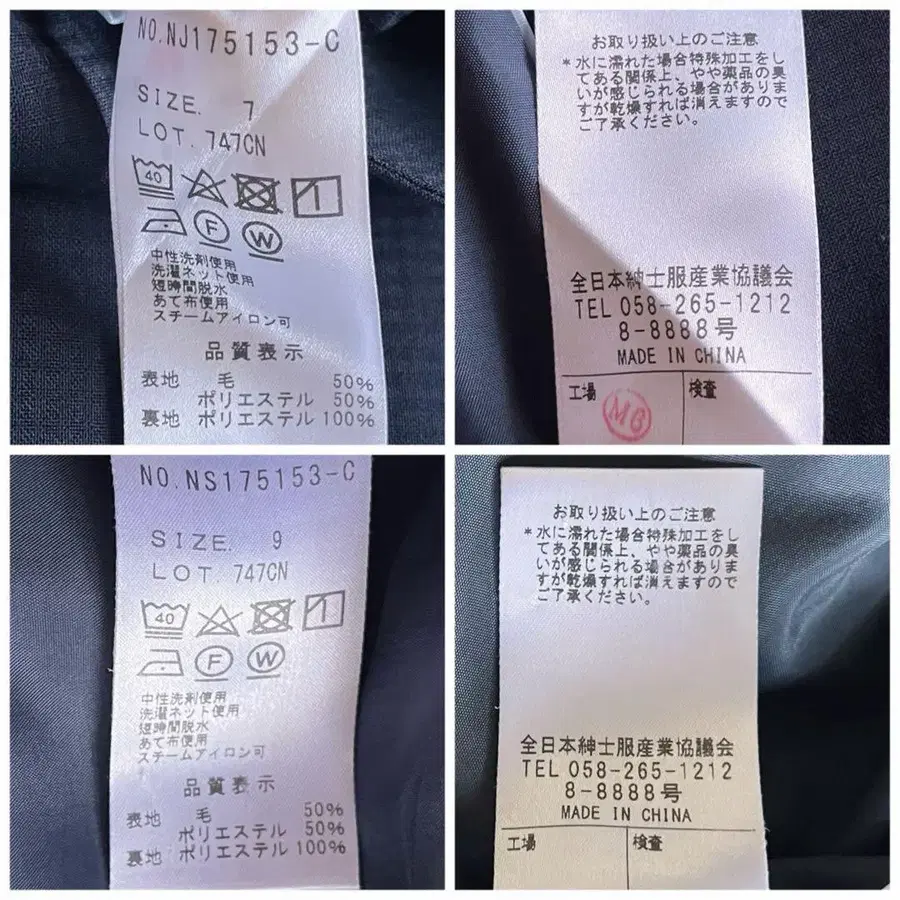 NO.NJ175153-C
SIZE. 7
LOT. 747CN
40
F
W
中性洗剤使用
洗濯ネット使用
短時間脱水
あて布使用
スチームアイロン可
品質表示
表地 毛 50%
ポリエステル 50%
裏地 ポリエステル 100%
お取り扱い上のご注意
*水に濡れた場合特殊加工をし
てある関係上、やや薬品の臭
いが感じられる場合がありま
すが乾燥すれば消えますので
ご了承ください。
全日本紳士服産業協議会
TEL 058-265-1212
8-8888号
MADE IN CHINA
工場 検査
M6
NO.NS175153-C
SIZE. 9
LOT. 747CN
40
F
W
中性洗剤使用
洗濯ネット使用
短時間脱水
あて布使用
スチームアイロン可
品質表示
表地 毛 50%
ポリエステル 50%
裏地 ポリエステル 100%
お取り扱い上のご注意
*水に濡れた場合特殊加工をし
てある関係上、やや薬品の臭
いが感じられる場合がありま
すが乾燥すれば消えますので
ご了承ください。
全日本紳士服産業協議会
TEL 058-265-1212
8-8888号
MADE IN CHINA
工場 検査